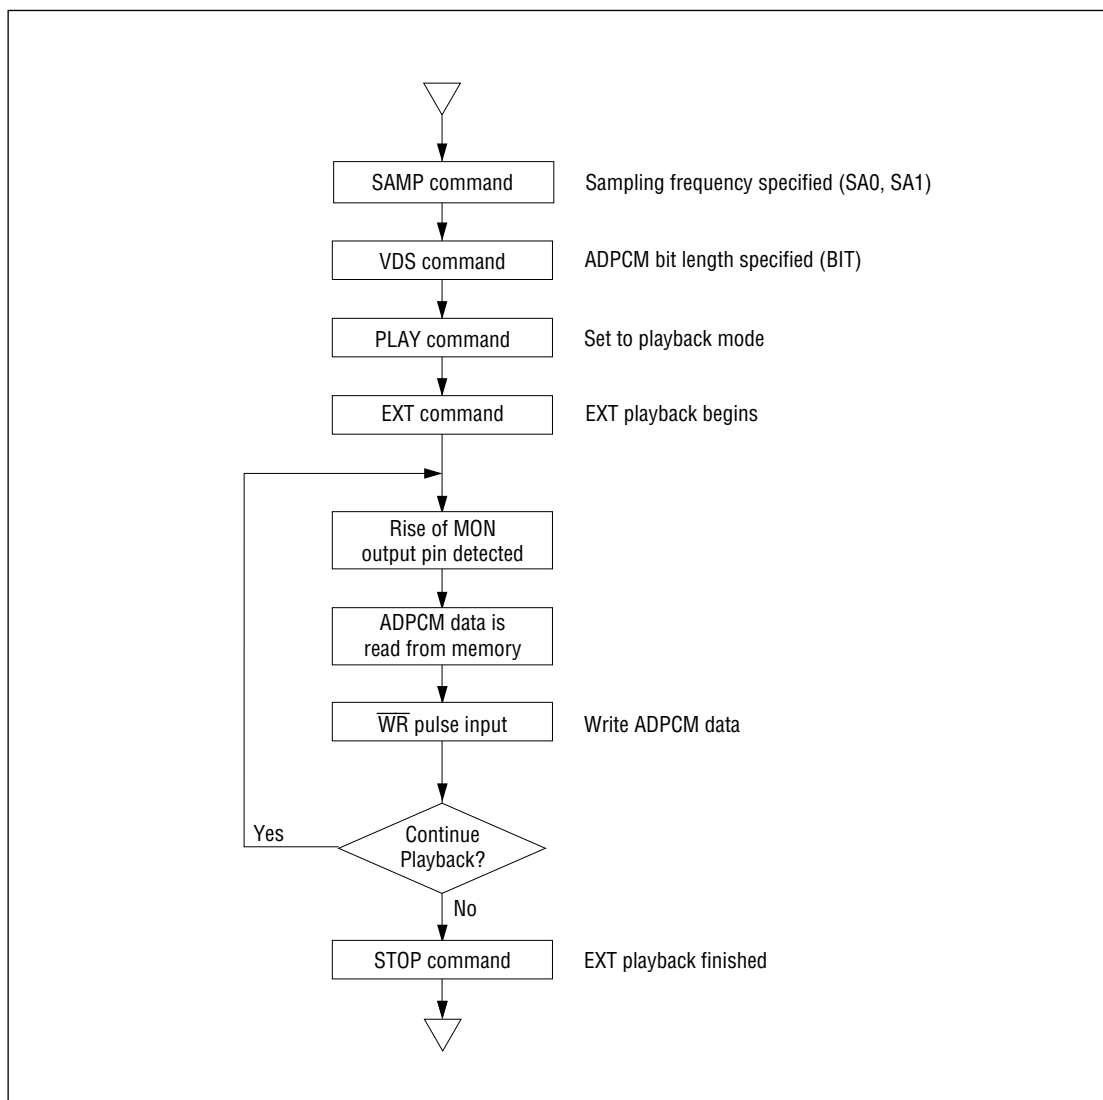 SAMP command
Sampling frequency specified (SA0, SA1)
VDS command
ADPCM bit length specified (BIT)
PLAY command
Set to playback mode
EXT command
EXT playback begins
Rise of MON
output pin detected
ADPCM data is
read from memory
W̅R̅ pulse input
Write ADPCM data
Yes
Continue
Playback?
No
STOP command
EXT playback finished